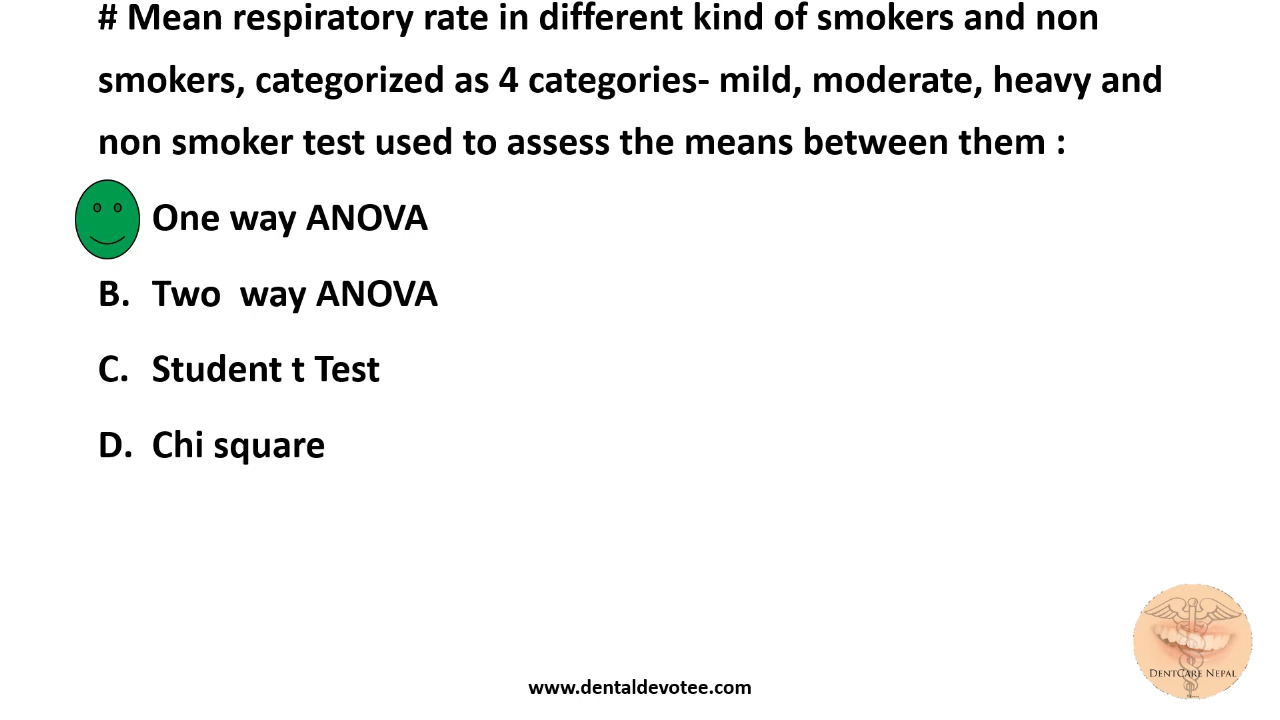 # Mean respiratory rate in different kind of smokers and non
smokers, categorized as 4 categories- mild, moderate, heavy and
non smoker test used to assess the means between them :
One way ANOVA
B. Two  way ANOVA
C. Student t Test
D. Chi square
DENTCARE NEPAL
www.dentaldevotee.com